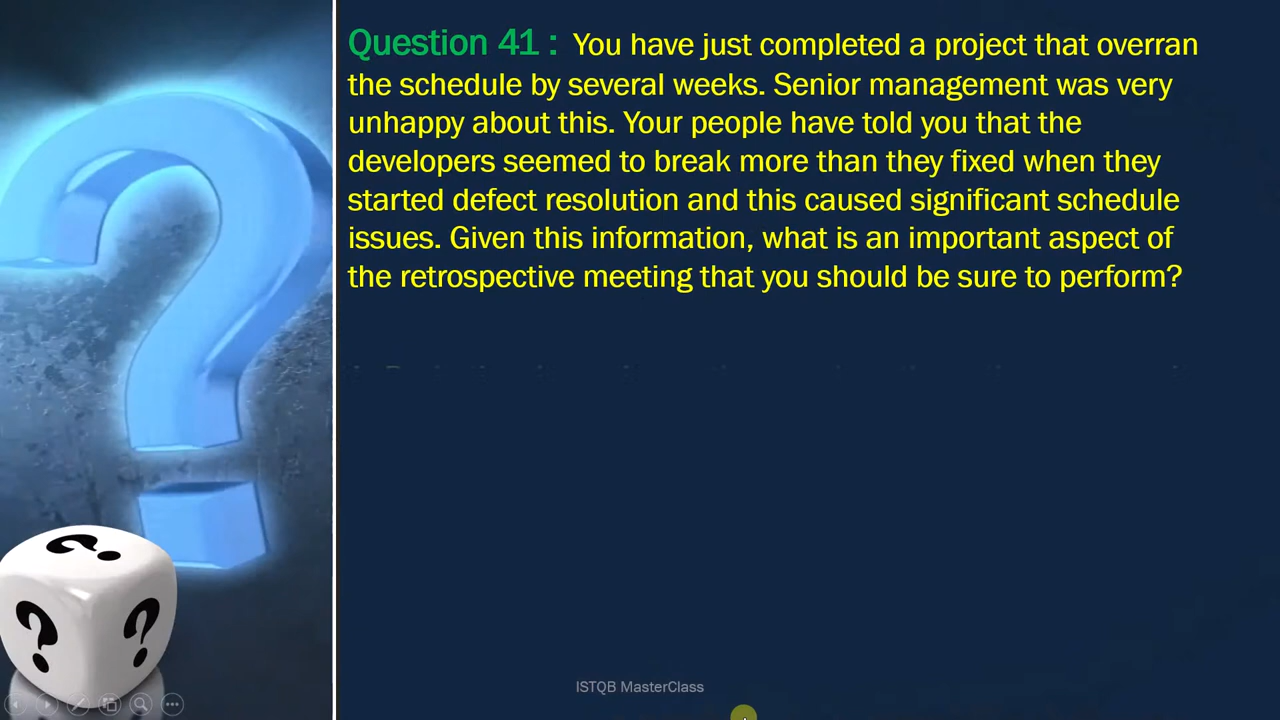 Question 41 : You have just completed a project that overran
the schedule by several weeks. Senior management was very
unhappy about this. Your people have told you that the
developers seemed to break more than they fixed when they
started defect resolution and this caused significant schedule
issues. Given this information, what is an important aspect of
the retrospective meeting that you should be sure to perform?
ISTQB MasterClass